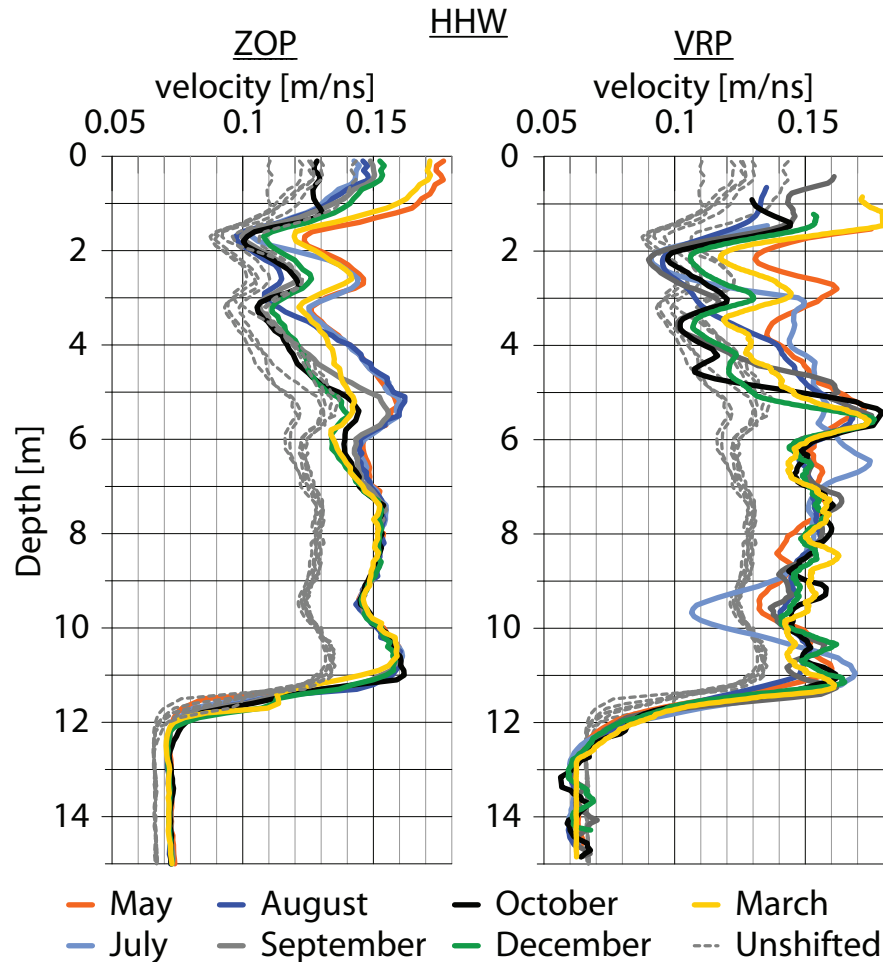 HHW
ZOP VRP
velocity [m/ns] velocity [m/ns]
0.05 0.1 0.15 0.05 0.1 0.15
0 0
2 2
4 4
6 6
8 8
10 10
12 12
14 14
Depth [m]
May August October March
July September December Unshifted